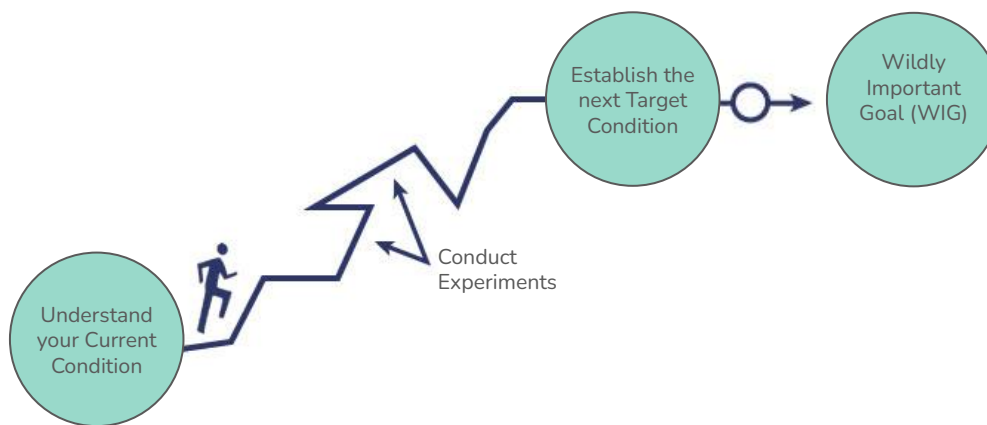 Understand
your Current
Condition
Conduct
Experiments
Establish the
next Target
Condition
Wildly
Important
Goal (WIG)